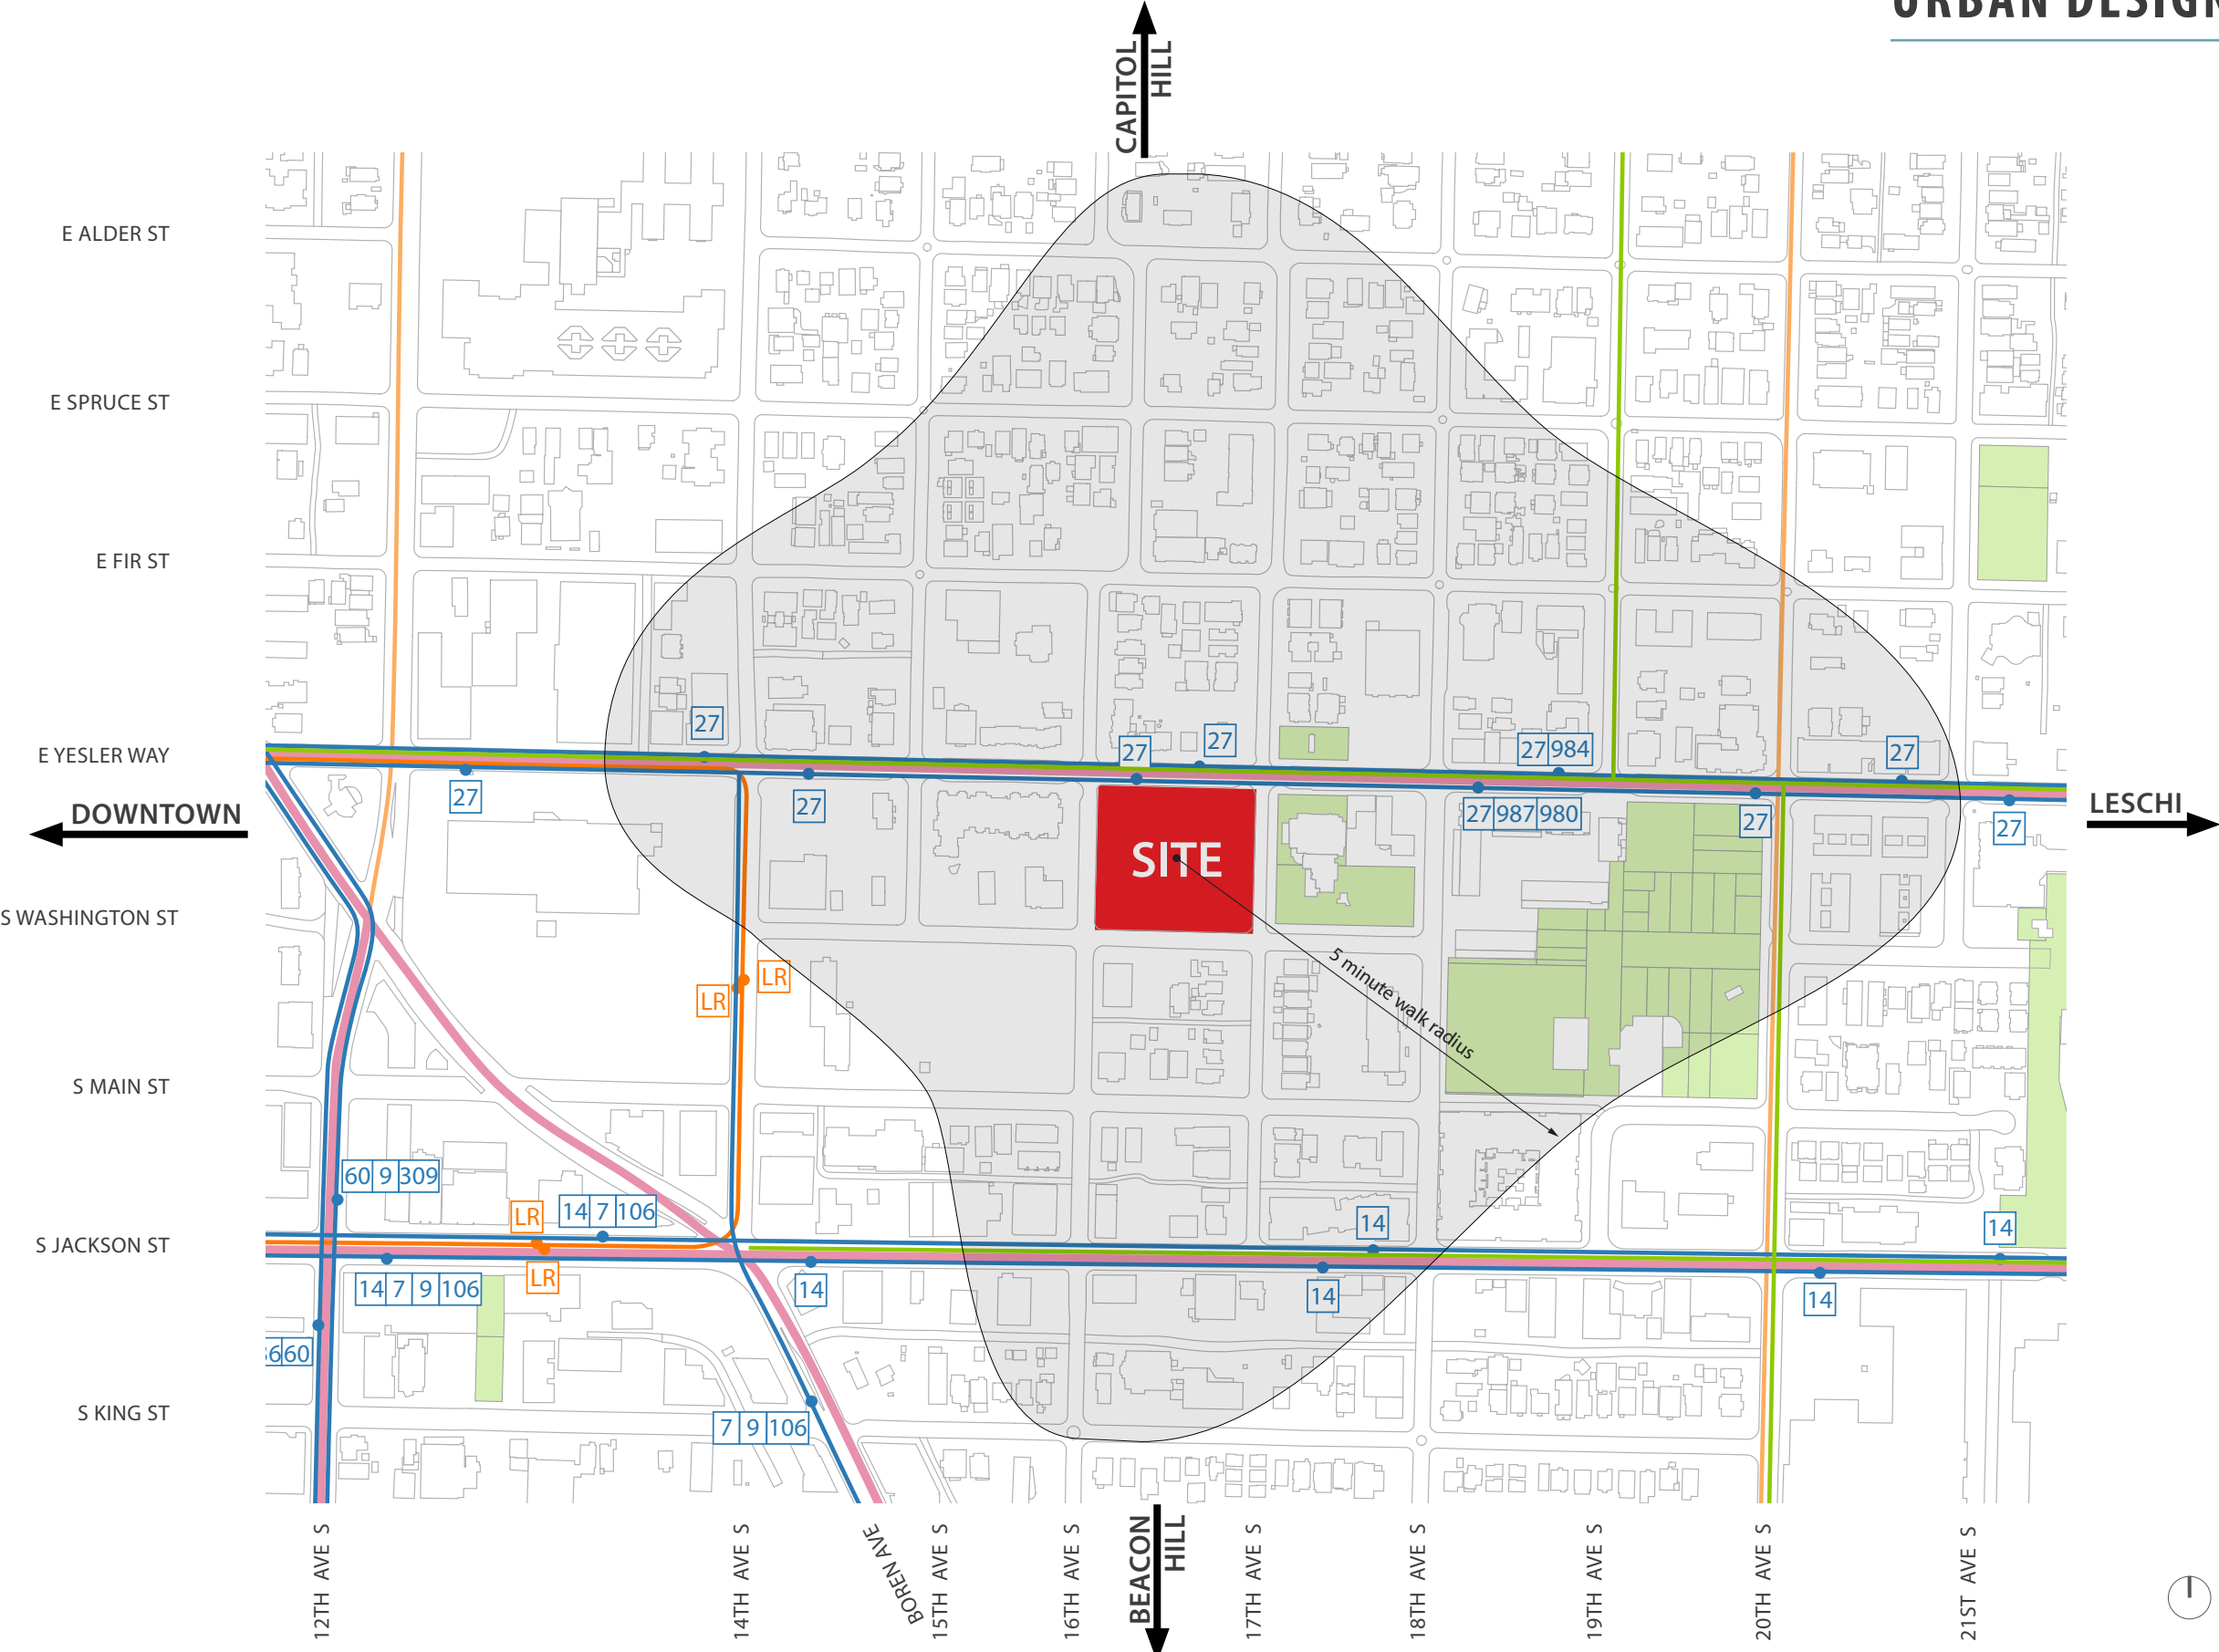 URBAN DESIGN
CAPITOL
HILL
E ALDER ST
E SPRUCE ST
E FIR ST
E YESLER WAY
27
27
27
27 984
27
DOWNTOWN
27
27
27 987 980
27
27
LESCHI
SITE
S WASHINGTON ST
5 minute walk radius
LR
LR
S MAIN ST
60 9 309
LR
14 7 106
14
14
S JACKSON ST
LR
14 7 9 106
14
14
14
60
S KING ST
7 9 106
12TH AVE S
14TH AVE S
BOREN AVE
15TH AVE S
16TH AVE S
BEACON
HILL
17TH AVE S
18TH AVE S
19TH AVE S
20TH AVE S
21ST AVE S